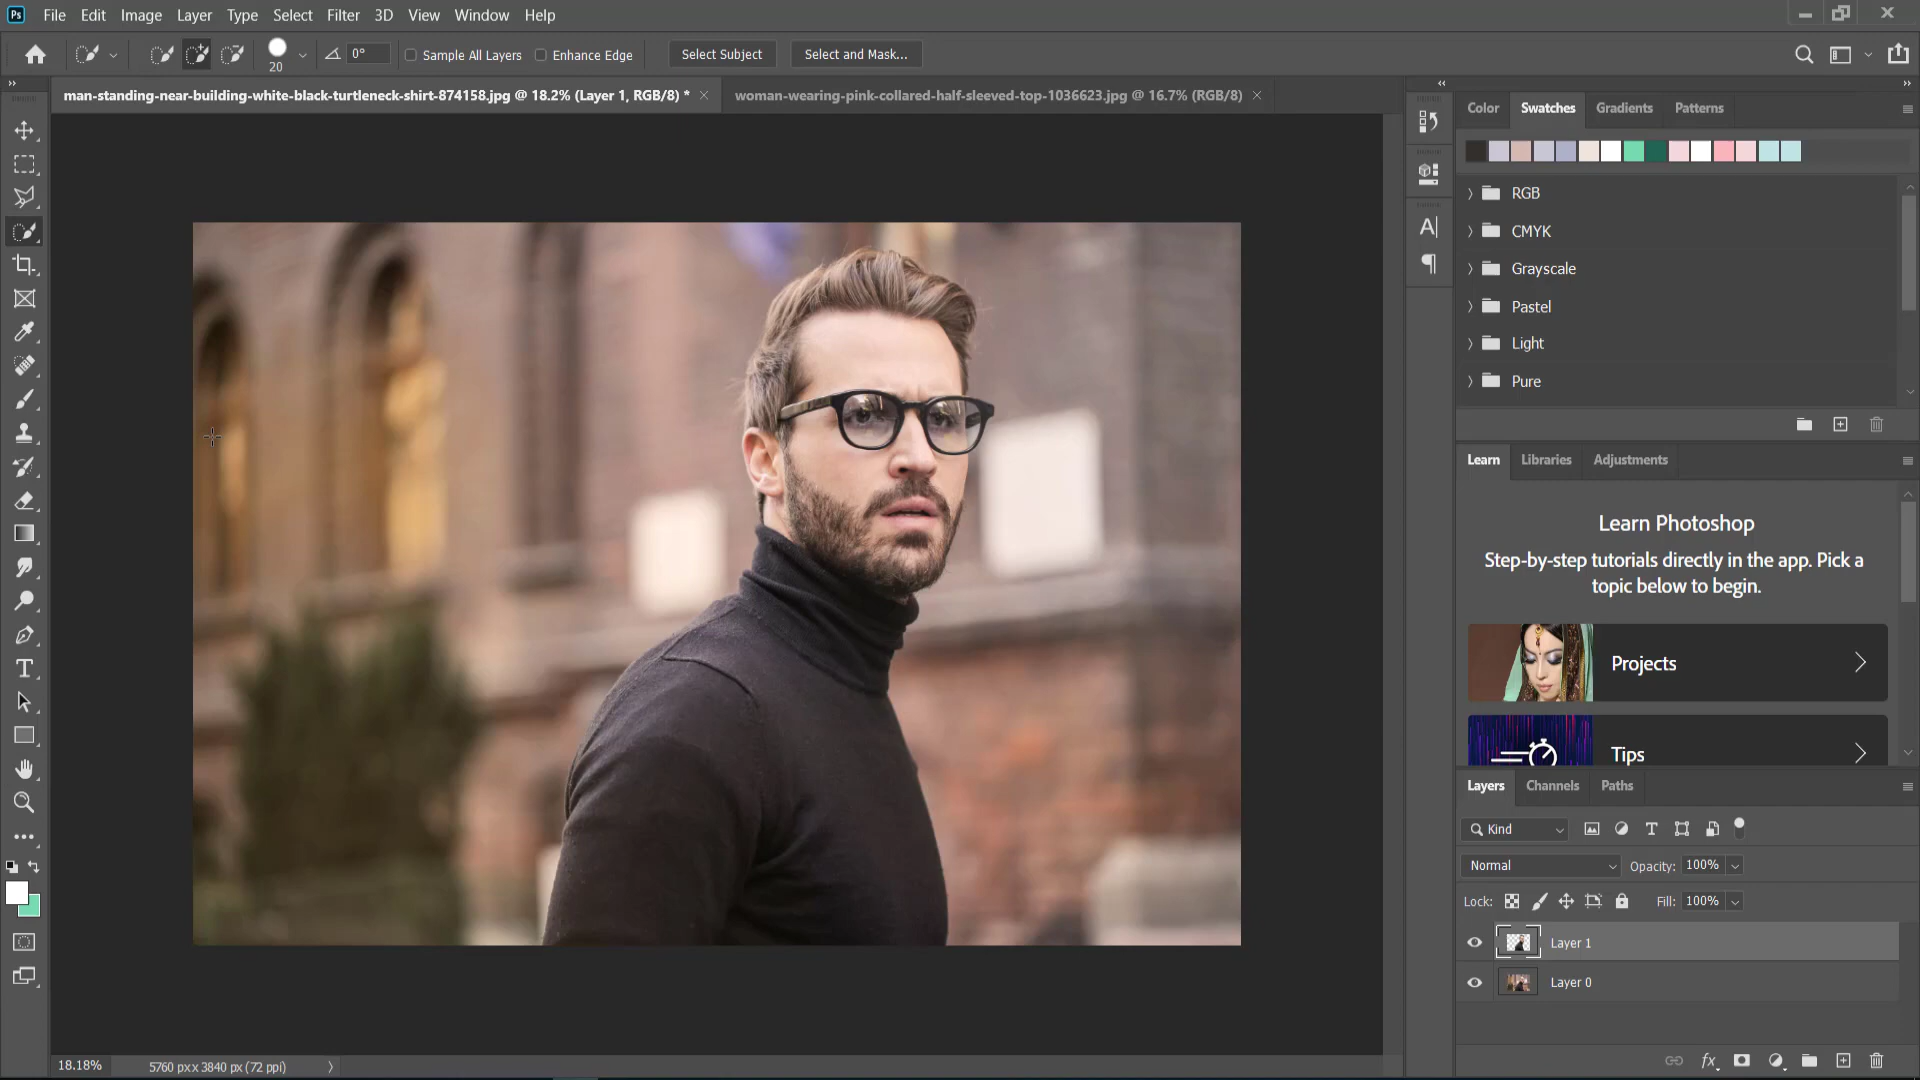 Ps File Edit Image Layer Type Select Filter 3D View Window Help
20 0° Sample All Layers Enhance Edge Select Subject Select and Mask...
man-standing-near-building-white-black-turtleneck-shirt-874158.jpg @ 18.2% (Layer 1, RGB/8) * woman-wearing-pink-collared-half-sleeved-top-1036623.jpg @ 16.7% (RGB/8)
Color Swatches Gradients Patterns
RGB
CMYK
Grayscale
Pastel
Light
Pure
Learn Libraries Adjustments
Learn Photoshop
Step-by-step tutorials directly in the app. Pick a
topic below to begin.
Projects
Tips
Layers Channels Paths
Kind
Normal Opacity: 100%
Lock: Fill: 100%
Layer 1
Layer 0
18.18% 5760 px x 3840 px (72 ppi)